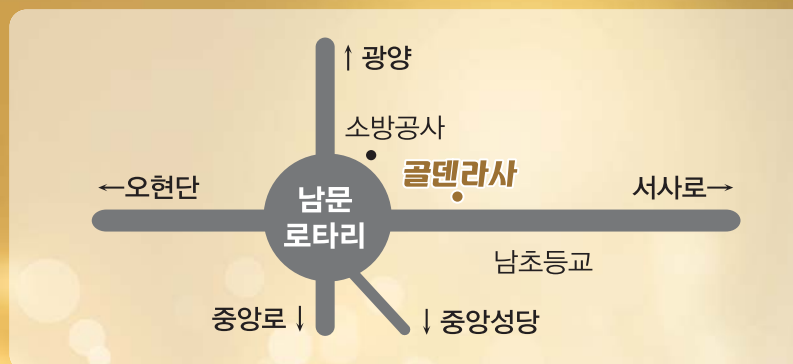 ↑ 광양
소방공사
골덴라사
←오현단
남문
로타리
서사로→
남초등교
중앙로 ↓
↓ 중앙성당